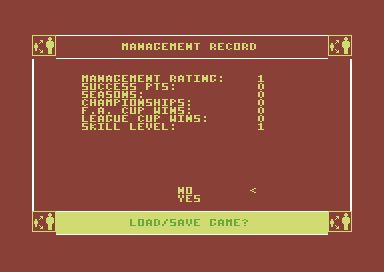 MANAGEMENT RECORD
MANAGEMENT RATING: 1
SUCCESS PTS: 0
SEASONS: 0
CHAMPIONSHIPS: 0
F.A. CUP WINS: 0
LEAGUE CUP WINS: 0
SKILL LEVEL: 1
NO <
YES
LOAD/SAVE GAME?